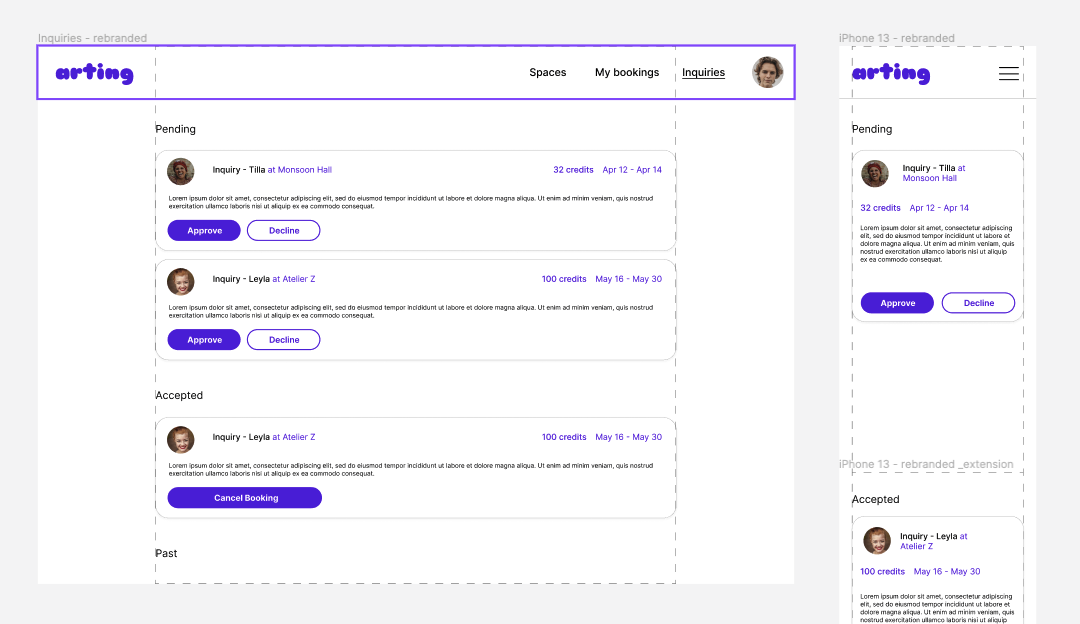 Inquiries - rebranded
arting
Spaces
My bookings
Inquiries
Pending
Inquiry - Tilla at Monsoon Hall
32 credits
Apr 12 - Apr 14
Lorem ipsum dolor sit amet, consectetur adipiscing elit, sed do eiusmod tempor incididunt ut labore et dolore magna aliqua. Ut enim ad minim veniam, quis nostrud
exercitation ullamco laboris nisi ut aliquip ex ea commodo consequat.
Approve
Decline
Inquiry - Leyla at Atelier Z
100 credits
May 16 - May 30
Lorem ipsum dolor sit amet, consectetur adipiscing elit, sed do eiusmod tempor incididunt ut labore et dolore magna aliqua. Ut enim ad minim veniam, quis nostrud
exercitation ullamco laboris nisi ut aliquip ex ea commodo consequat.
Approve
Decline
Accepted
Inquiry - Leyla at Atelier Z
100 credits
May 16 - May 30
Lorem ipsum dolor sit amet, consectetur adipiscing elit, sed do eiusmod tempor incididunt ut labore et dolore magna aliqua. Ut enim ad minim veniam, quis nostrud
exercitation ullamco laboris nisi ut aliquip ex ea commodo consequat.
Cancel Booking
Past
iPhone 13 - rebranded
arting
Pending
Inquiry - Tilla at
Monsoon Hall
32 credits
Apr 12 - Apr 14
Lorem ipsum dolor sit amet, consectetur adipiscing
elit, sed do eiusmod tempor incididunt ut labore et
dolore magna aliqua. Ut enim ad minim veniam, quis
nostrud exercitation ullamco laboris nisi ut aliquip
ex ea commodo consequat.
Approve
Decline
iPhone 13 - rebranded _extension
Accepted
Inquiry - Leyla at
Atelier Z
100 credits
May 16 - May 30
Lorem ipsum dolor sit amet, consectetur adipiscing
elit, sed do eiusmod tempor incididunt ut labore et
dolore magna aliqua. Ut enim ad minim veniam, quis
nostrud exercitation ullamco laboris nisi ut aliquip